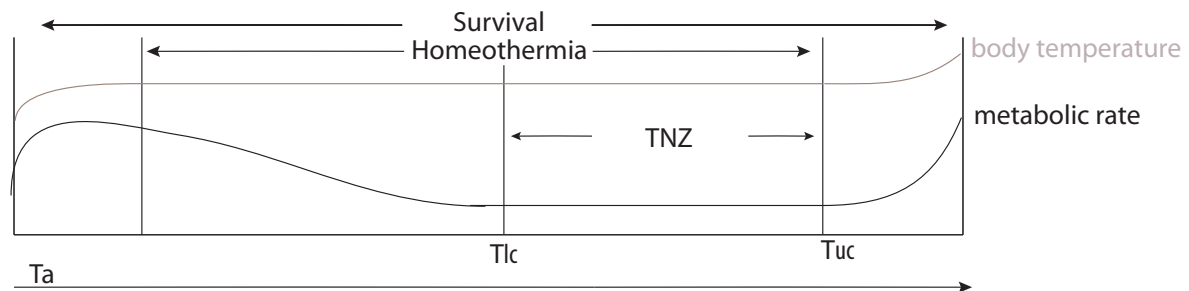 Survival
Homeothermia
body temperature
metabolic rate
TNZ
Tlc
Tuc
Ta